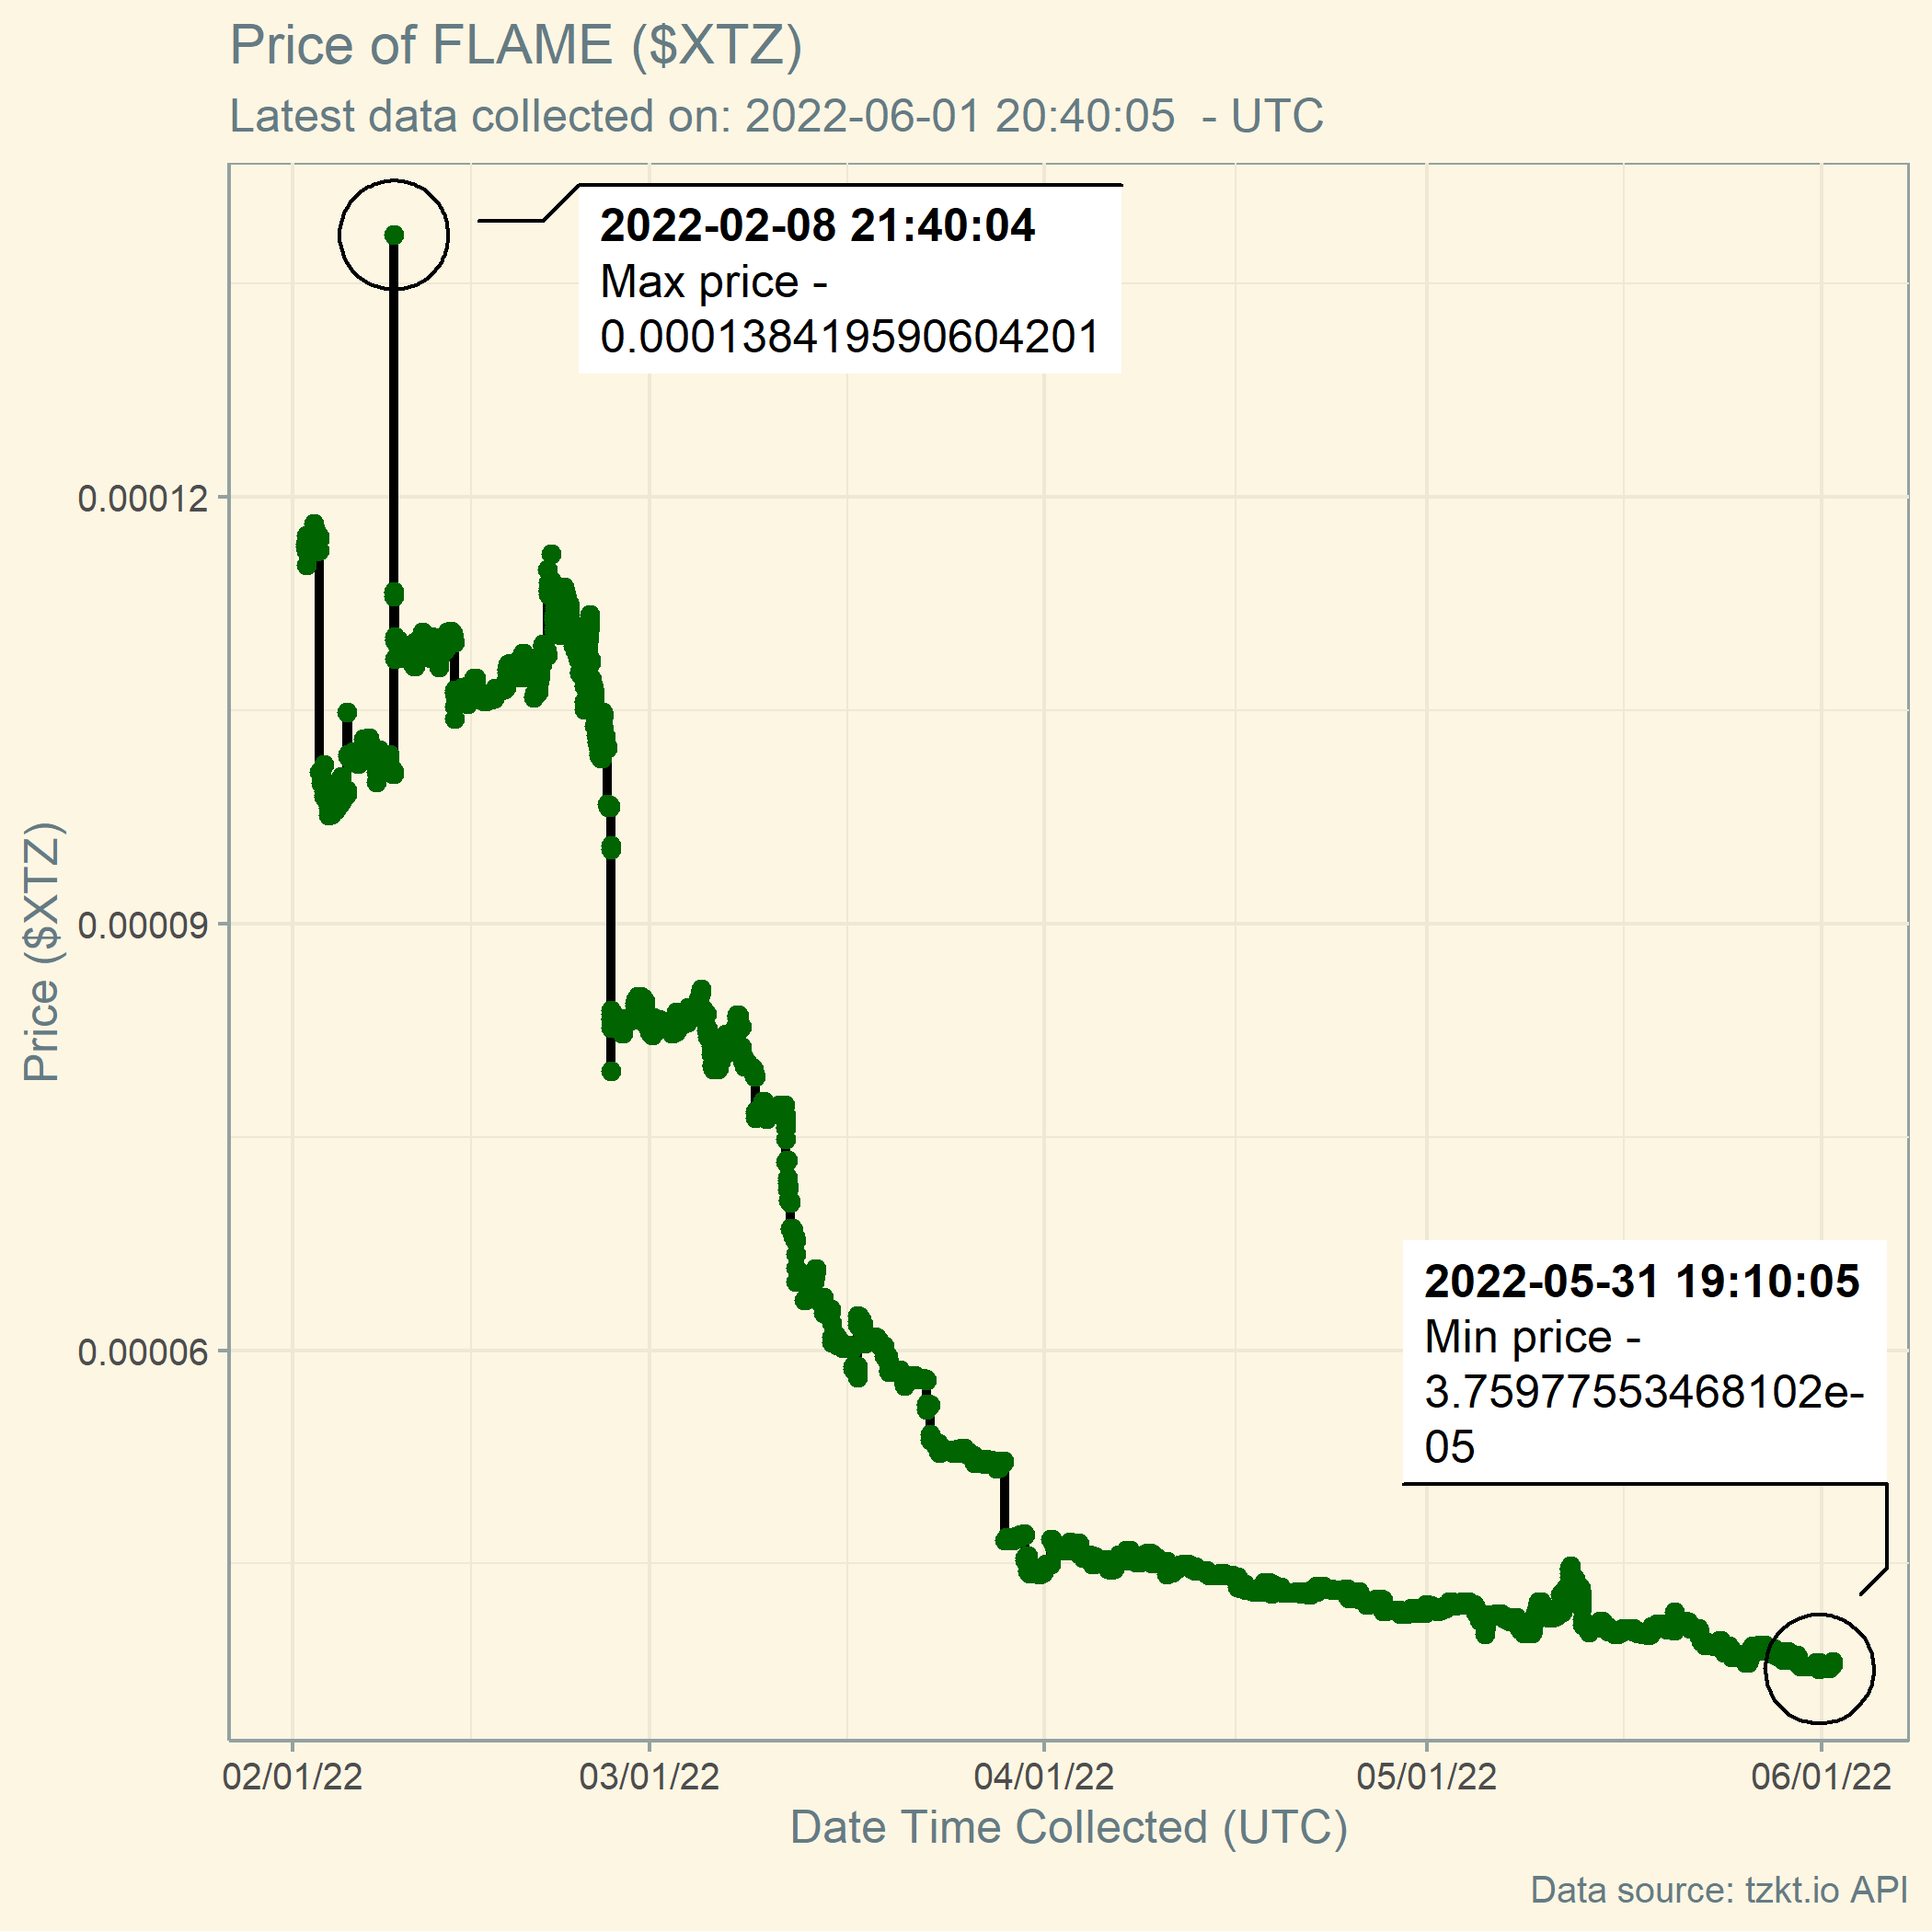 Price of FLAME ($XTZ)
Latest data collected on: 2022-06-01 20:40:05  - UTC
2022-02-08 21:40:04
Max price -
0.000138419590604201
0.00012
0.00009
0.00006
Price ($XTZ)
2022-05-31 19:10:05
Min price -
3.75977553468102e-
05
02/01/22
03/01/22
04/01/22
05/01/22
06/01/22
Date Time Collected (UTC)
Data source: tzkt.io API